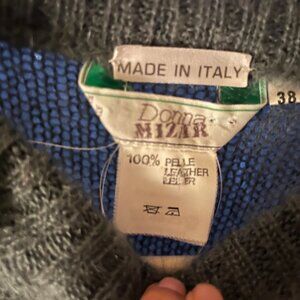 MADE IN ITALY
38
Donna
MIZAR
100% PELLE
LEATHER
LEDER